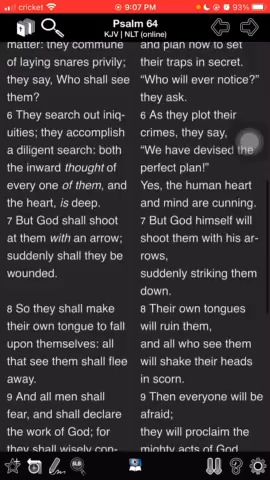 cricket 9:07 PM 93%
Psalm 64
KJV | NLT (online)
matter: they commune
of laying snares privily;
they say, Who shall see
them?
6 They search out iniq-
uities; they accomplish
a diligent search: both
the inward thought of
every one of them, and
the heart, is deep.
7 But God shall shoot
at them with an arrow;
suddenly shall they be
wounded.
8 So they shall make
their own tongue to fall
upon themselves: all
that see them shall flee
away.
9 And all men shall
fear, and shall declare
the work of God; for
they shall wisely con-
and plan how to set
their traps in secret.
“Who will ever notice?”
they ask.
6 As they plot their
crimes, they say,
“We have devised the
perfect plan!”
Yes, the human heart
and mind are cunning.
7 But God himself will
shoot them with his ar-
rows,
suddenly striking them
down.
8 Their own tongues
will ruin them,
and all who see them
will shake their heads
in scorn.
9 Then everyone will be
afraid;
they will proclaim the
mighty acts of God